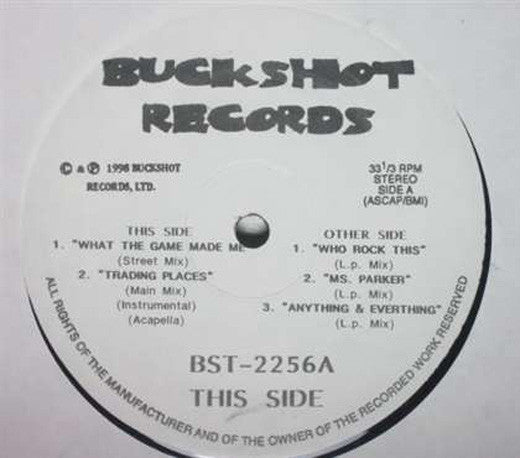 BUCKSHOT
RECORDS
© & ℗ 1998 BUCKSHOT
RECORDS, LTD.
33 1/3 RPM
STEREO
SIDE A
(ASCAP/BMI)
THIS SIDE
1. "WHAT THE GAME MADE ME
(Street Mix)
2. "TRADING PLACES"
(Main Mix)
(Instrumental)
(Acapella)
OTHER SIDE
1. "WHO ROCK THIS"
(L.p. Mix)
2. "MS. PARKER"
(L.p. Mix)
3. "ANYTHING & EVERTHING"
(L.p. Mix)
BST-2256A
THIS SIDE
ALL RIGHTS OF THE MANUFACTURER AND OF THE OWNER OF THE RECORDED WORK RESERVED